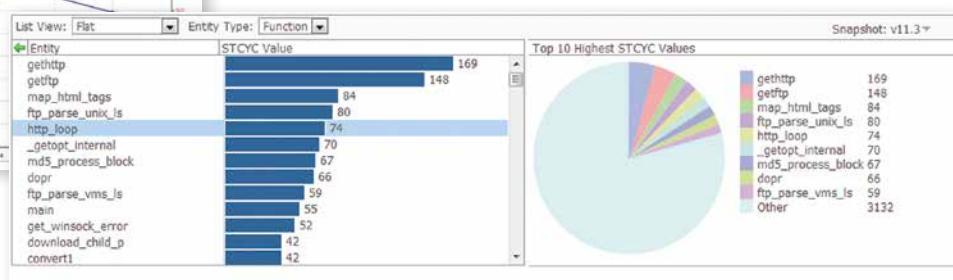 List View: Flat Entity Type: Function Snapshot: v11.3
Entity STCYC Value
gethttp 169
getftp 148
map_html_tags 84
ftp_parse_unix_ls 80
http_loop 74
_getopt_internal 70
md5_process_block 67
dopr 66
ftp_parse_vms_ls 59
main 55
get_winsock_error 52
download_child_p 42
convert1 42
Top 10 Highest STCYC Values
gethttp 169
getftp 148
map_html_tags 84
ftp_parse_unix_ls 80
http_loop 74
_getopt_internal 70
md5_process_block 67
dopr 66
ftp_parse_vms_ls 59
Other 3132